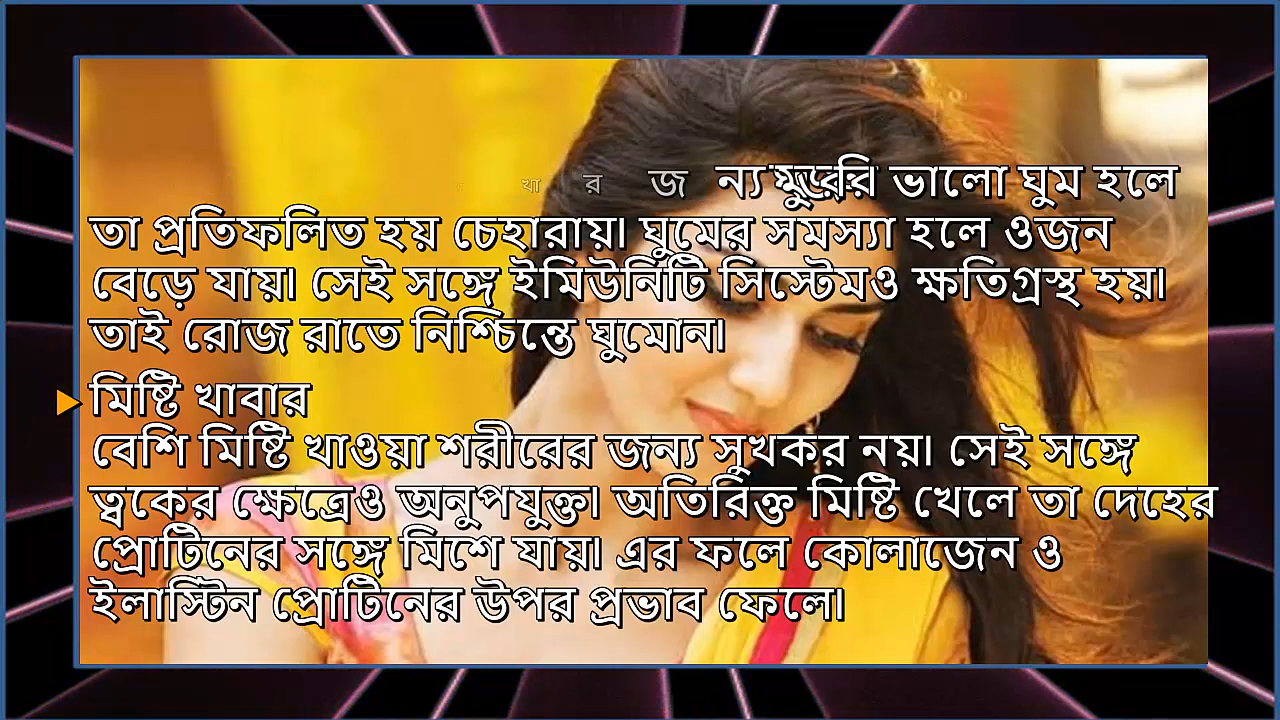 খা র জ ন্য ভালো ঘুম হলে
তা প্রতিফলিত হয় চেহারায়। ঘুমের সমস্যা হলে ওজন
বেড়ে যায়। সেই সঙ্গে ইমিউনিটি সিস্টেমও ক্ষতিগ্রস্থ হয়।
তাই রোজ রাতে নিশ্চিন্তে ঘুমোন।
মিষ্টি খাবার
বেশি মিষ্টি খাওয়া শরীরের জন্য সুখকর নয়। সেই সঙ্গে
ত্বকের ক্ষেত্রেও অনুপযুক্ত। অতিরিক্ত মিষ্টি খেলে তা দেহের
প্রোটিনের সঙ্গে মিশে যায়। এর ফলে কোলাজেন ও
ইলাস্টিন প্রোটিনের উপর প্রভাব ফেলে।